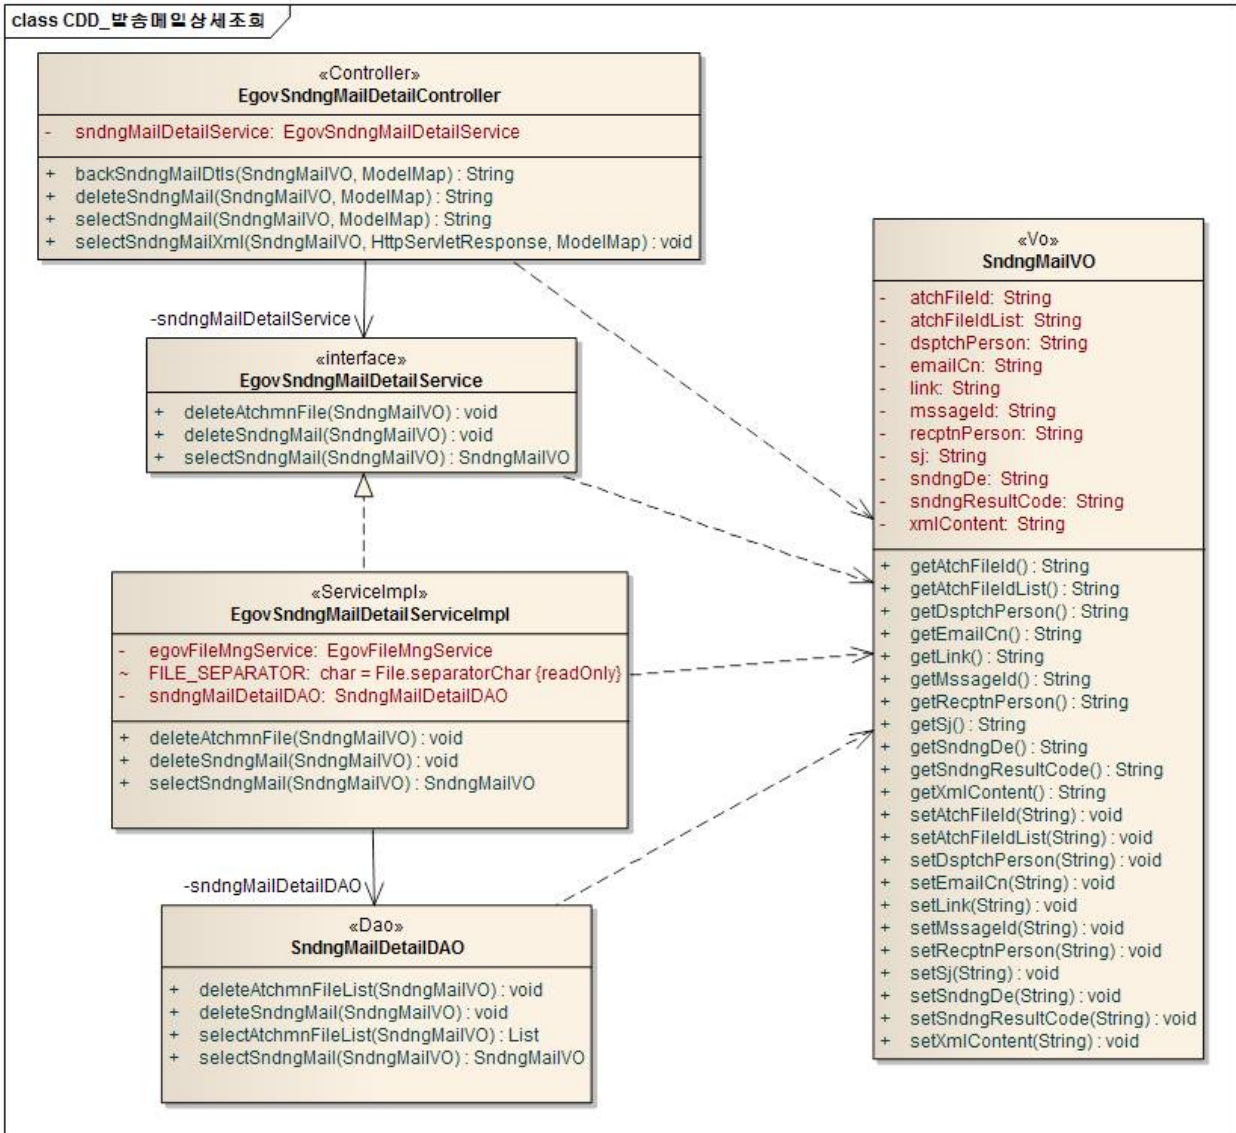 class CDD_발송메일상세조회
«Controller»
EgovSndngMailDetailController
- sndngMailDetailService: EgovSndngMailDetailService
+ backSndngMailDtls(SndngMailVO, ModelMap) : String
+ deleteSndngMail(SndngMailVO, ModelMap) : String
+ selectSndngMail(SndngMailVO, ModelMap) : String
+ selectSndngMailXml(SndngMailVO, HttpServletResponse, ModelMap) : void
-sndngMailDetailService
«interface»
EgovSndngMailDetailService
+ deleteAtchmnFile(SndngMailVO) : void
+ deleteSndngMail(SndngMailVO) : void
+ selectSndngMail(SndngMailVO) : SndngMailVO
«ServiceImpl»
EgovSndngMailDetailServiceImpl
- egovFileMngService: EgovFileMngService
~ FILE_SEPARATOR: char = File.separatorChar {readOnly}
- sndngMailDetailDAO: SndngMailDetailDAO
+ deleteAtchmnFile(SndngMailVO) : void
+ deleteSndngMail(SndngMailVO) : void
+ selectSndngMail(SndngMailVO) : SndngMailVO
-sndngMailDetailDAO
«Dao»
SndngMailDetailDAO
+ deleteAtchmnFileList(SndngMailVO) : void
+ deleteSndngMail(SndngMailVO) : void
+ selectAtchmnFileList(SndngMailVO) : List
+ selectSndngMail(SndngMailVO) : SndngMailVO
«Vo»
SndngMailVO
- atchFileId: String
- atchFileIdList: String
- dsptchPerson: String
- emailCn: String
- link: String
- mssageId: String
- recptnPerson: String
- sj: String
- sndngDe: String
- sndngResultCode: String
- xmlContent: String
+ getAtchFileId() : String
+ getAtchFileIdList() : String
+ getDsptchPerson() : String
+ getEmailCn() : String
+ getLink() : String
+ getMssageId() : String
+ getRecptnPerson() : String
+ getSj() : String
+ getSndngDe() : String
+ getSndngResultCode() : String
+ getXmlContent() : String
+ setAtchFileId(String) : void
+ setAtchFileIdList(String) : void
+ setDsptchPerson(String) : void
+ setEmailCn(String) : void
+ setLink(String) : void
+ setMssageId(String) : void
+ setRecptnPerson(String) : void
+ setSj(String) : void
+ setSndngDe(String) : void
+ setSndngResultCode(String) : void
+ setXmlContent(String) : void